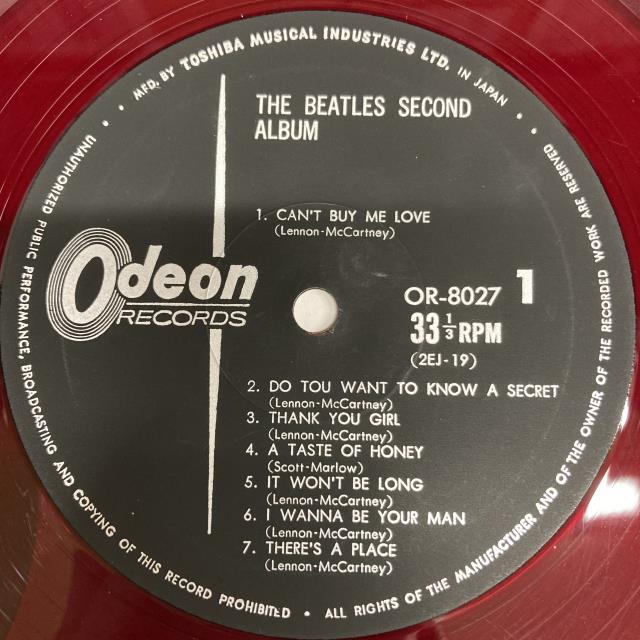 MFD. BY TOSHIBA MUSICAL INDUSTRIES LTD. IN JAPAN
THE BEATLES SECOND
ALBUM
1. CAN'T BUY ME LOVE
(Lennon-McCartney)
Odeon
RECORDS
OR-8027 1
33 1/3 RPM
(2EJ-19)
2. DO TOU WANT TO KNOW A SECRET
(Lennon-McCartney)
3. THANK YOU GIRL
(Lennon-McCartney)
4. A TASTE OF HONEY
(Scott-Marlow)
5. IT WON'T BE LONG
(Lennon-McCartney)
6. I WANNA BE YOUR MAN
(Lennon-McCartney)
7. THERE'S A PLACE
(Lennon-McCartney)
UNAUTHORIZED PUBLIC PERFORMANCE, BROADCASTING AND COPYING OF THIS RECORD PROHIBITED • ALL RIGHTS OF THE MANUFACTURER AND OF THE OWNER OF THE RECORDED WORK ARE RESERVED